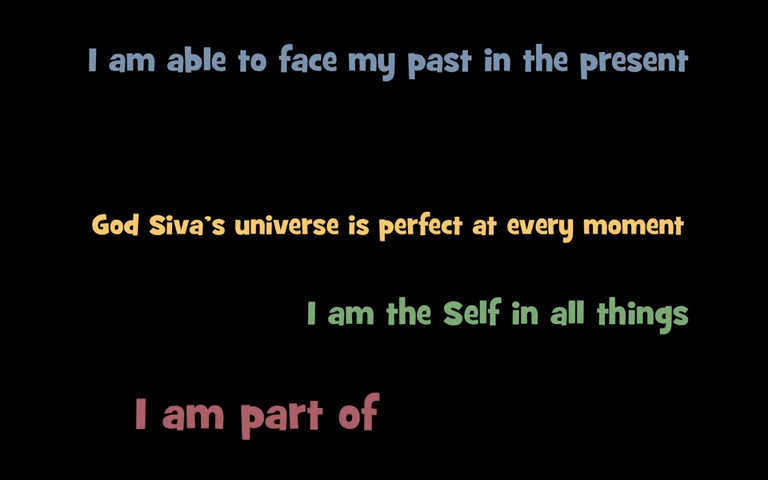 I am able to face my past in the present
God Siva's universe is perfect at every moment
I am the Self in all things
I am part of